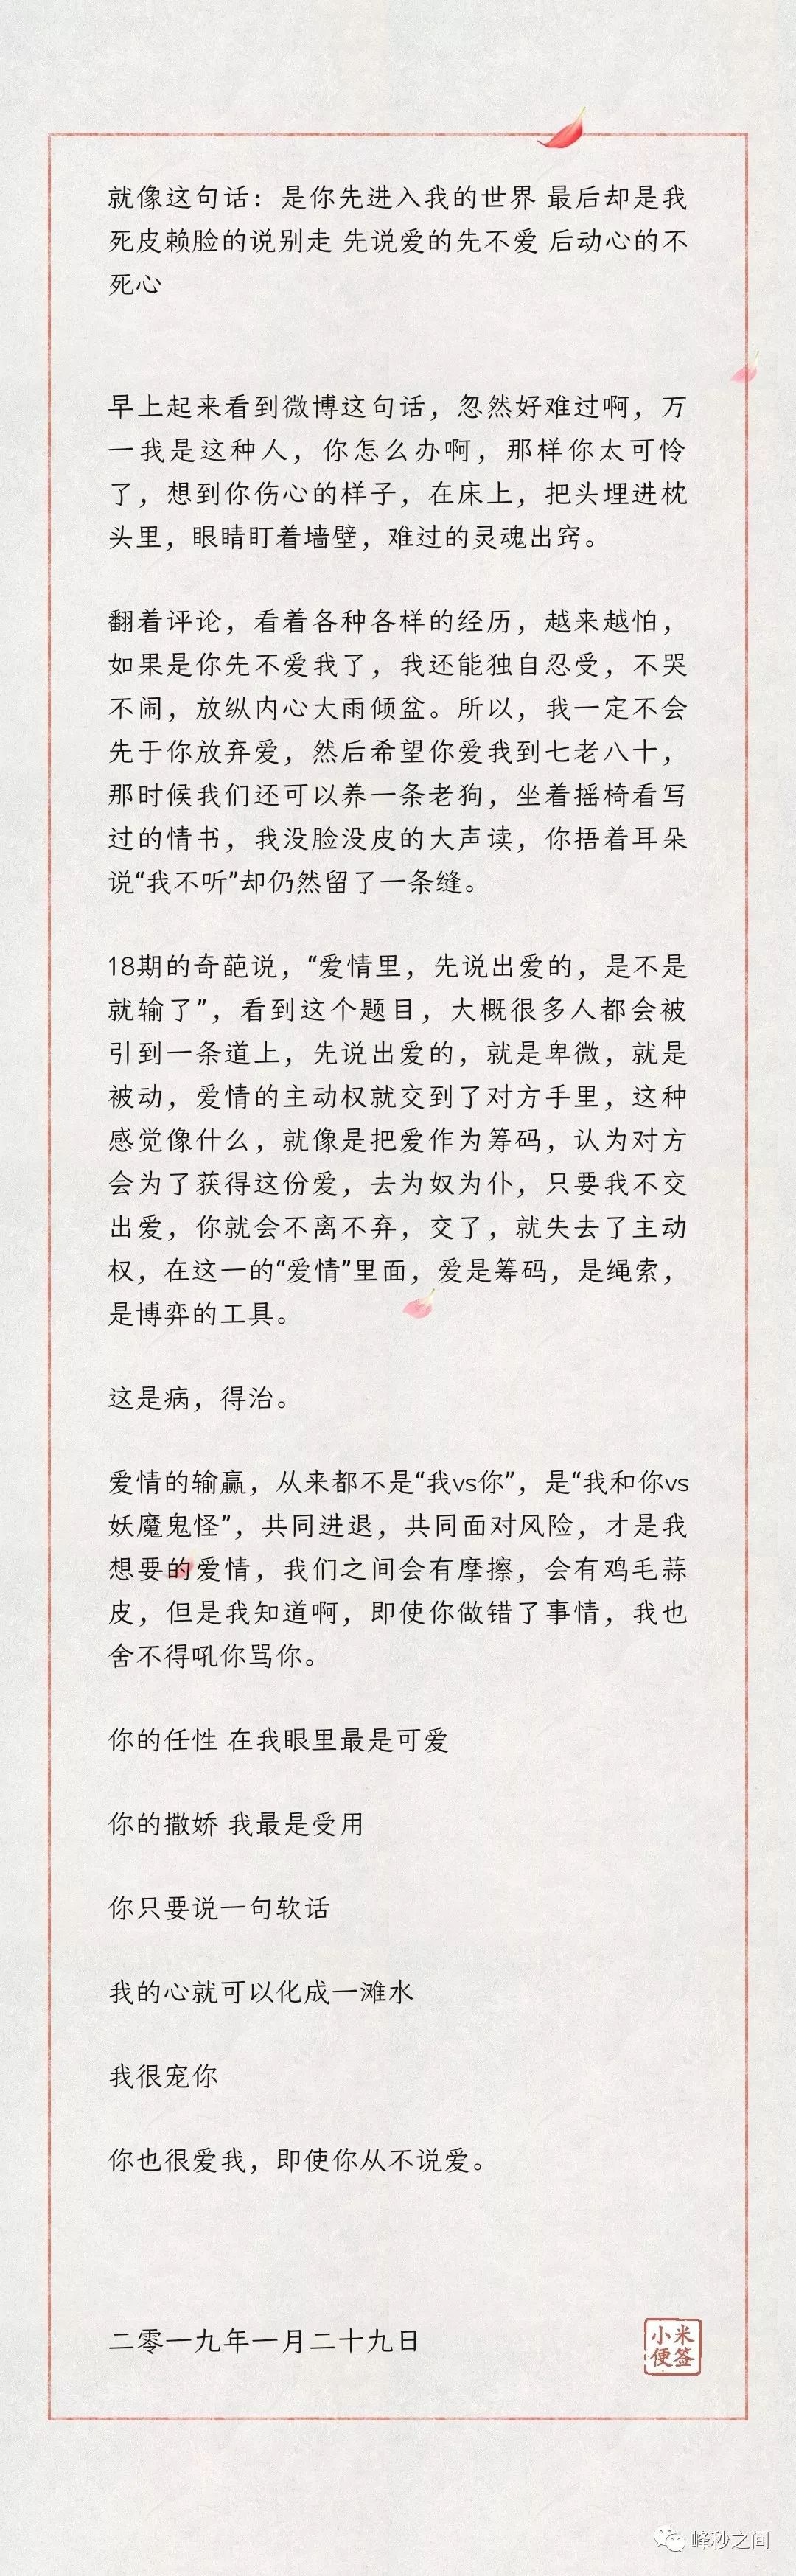 就像这句话：是你先进入我的世界 最后却是我
死皮赖脸的说别走 先说爱的先不爱 后动心的不
死心
早上起来看到微博这句话，忽然好难过啊，万
一我是这种人，你怎么办啊，那样你太可怜
了，想到你伤心的样子，在床上，把头埋进枕
头里，眼睛盯着墙壁，难过的灵魂出窍。
翻着评论，看着各种各样的经历，越来越怕，
如果是你先不爱我了，我还能独自忍受，不哭
不闹，放纵内心大雨倾盆。所以，我一定不会
先于你放弃爱，然后希望你爱我到七老八十，
那时候我们还可以养一条老狗，坐着摇椅看写
过的情书，我没脸没皮的大声读，你捂着耳朵
说“我不听”却仍然留了一条缝。
18期的奇葩说，“爱情里，先说出爱的，是不是
就输了”，看到这个题目，大概很多人都会被
引到一条道上，先说出爱的，就是卑微，就是
被动，爱情的主动权就交到了对方手里，这种
感觉像什么，就像是把爱作为筹码，认为对方
会为了获得这份爱，去为奴为仆，只要我不交
出爱，你就会不离不弃，交了，就失去了主动
权，在这一的“爱情”里面，爱是筹码，是绳索，
是博弈的工具。
这是病，得治。
爱情的输赢，从来都不是“我vs你”，是“我和你vs
妖魔鬼怪”，共同进退，共同面对风险，才是我
想要的爱情，我们之间会有摩擦，会有鸡毛蒜
皮，但是我知道啊，即使你做错了事情，我也
舍不得吼你骂你。
你的任性 在我眼里最是可爱
你的撒娇 我最是受用
你只要说一句软话
我的心就可以化成一滩水
我很宠你
你也很爱我，即使你从不说爱。
二零一九年一月二十九日
小米
便签
峰秒之间